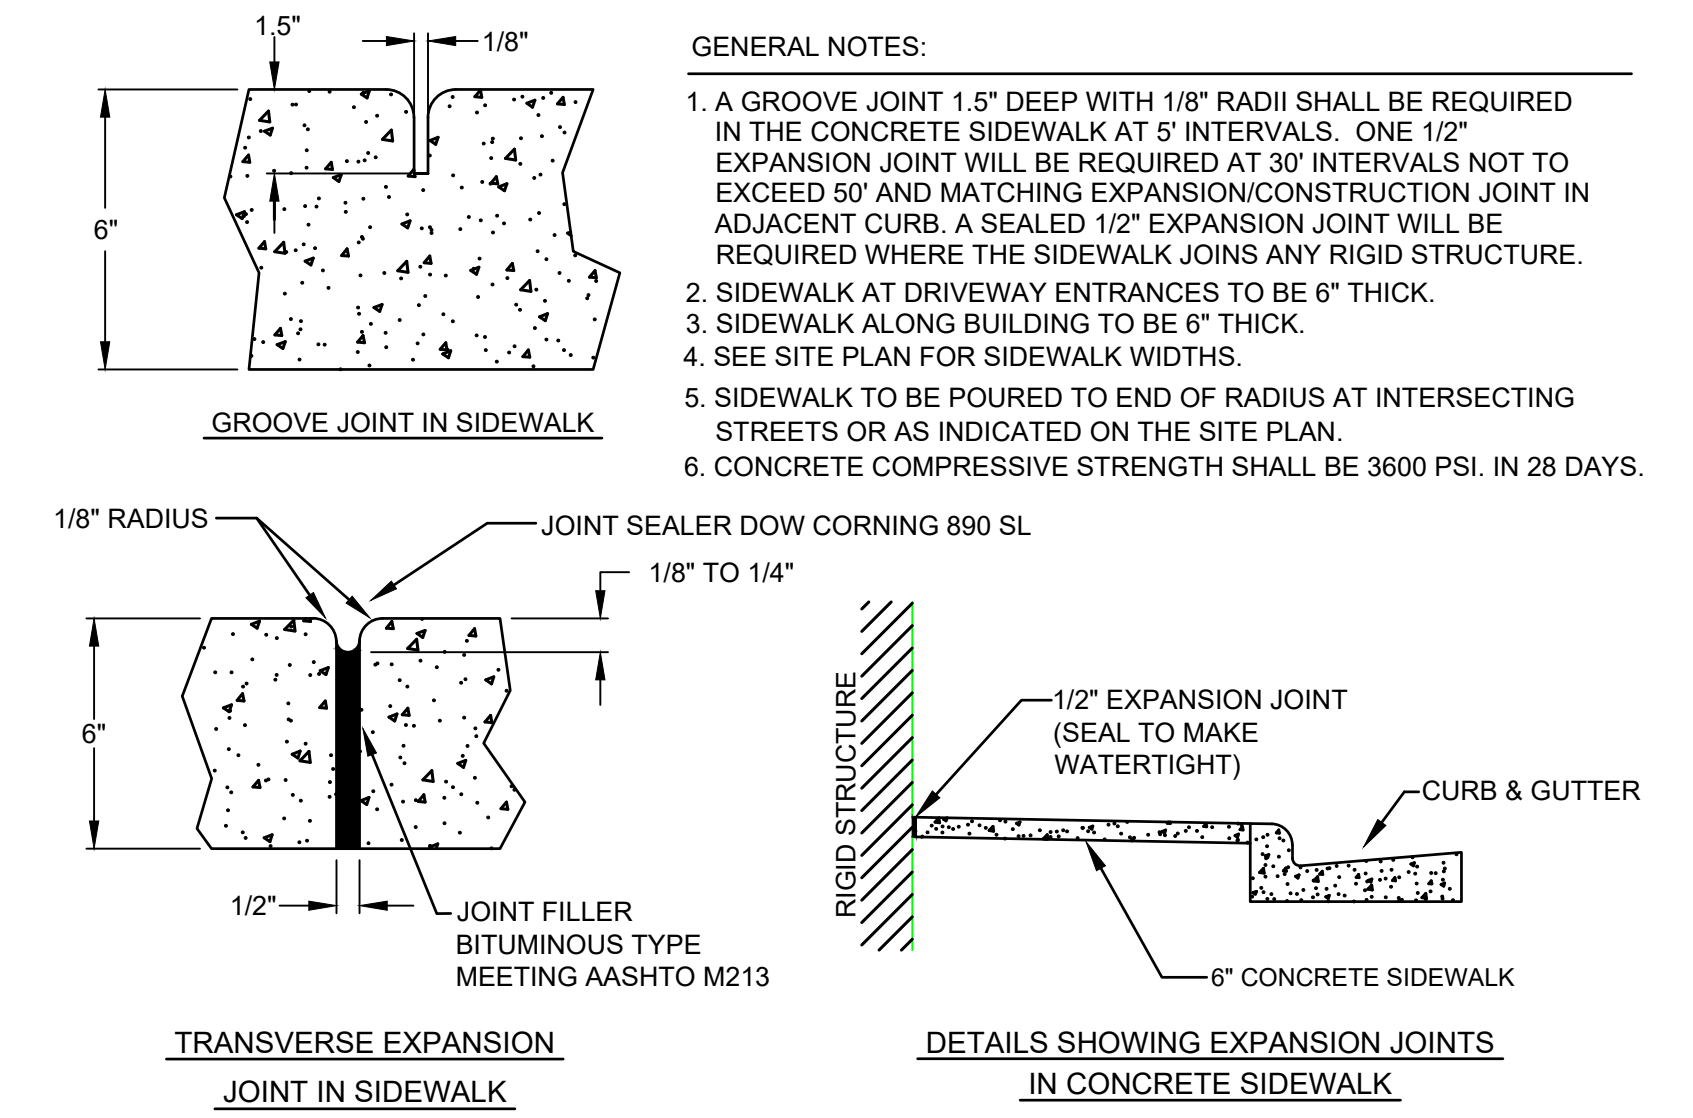 1.5"
1/8"
6"
GROOVE JOINT IN SIDEWALK
GENERAL NOTES:
1. A GROOVE JOINT 1.5" DEEP WITH 1/8" RADII SHALL BE REQUIRED
IN THE CONCRETE SIDEWALK AT 5' INTERVALS. ONE 1/2"
EXPANSION JOINT WILL BE REQUIRED AT 30' INTERVALS NOT TO
EXCEED 50' AND MATCHING EXPANSION/CONSTRUCTION JOINT IN
ADJACENT CURB. A SEALED 1/2" EXPANSION JOINT WILL BE
REQUIRED WHERE THE SIDEWALK JOINS ANY RIGID STRUCTURE.
2. SIDEWALK AT DRIVEWAY ENTRANCES TO BE 6" THICK.
3. SIDEWALK ALONG BUILDING TO BE 6" THICK.
4. SEE SITE PLAN FOR SIDEWALK WIDTHS.
5. SIDEWALK TO BE POURED TO END OF RADIUS AT INTERSECTING
STREETS OR AS INDICATED ON THE SITE PLAN.
6. CONCRETE COMPRESSIVE STRENGTH SHALL BE 3600 PSI. IN 28 DAYS.
1/8" RADIUS
JOINT SEALER DOW CORNING 890 SL
1/8" TO 1/4"
6"
1/2"
JOINT FILLER
BITUMINOUS TYPE
MEETING AASHTO M213
TRANSVERSE EXPANSION
JOINT IN SIDEWALK
RIGID STRUCTURE
1/2" EXPANSION JOINT
(SEAL TO MAKE
WATERTIGHT)
CURB & GUTTER
6" CONCRETE SIDEWALK
DETAILS SHOWING EXPANSION JOINTS
IN CONCRETE SIDEWALK